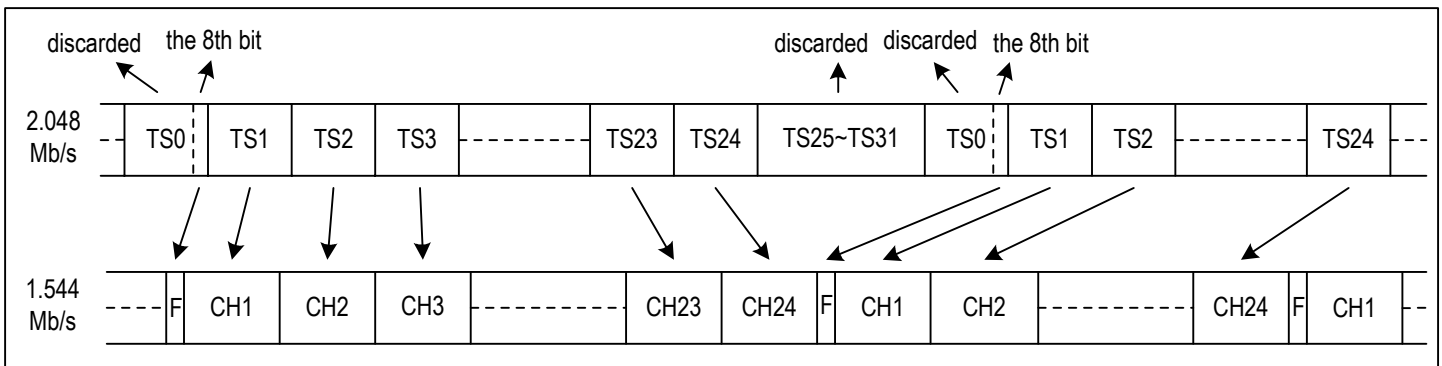 discarded the 8th bit discarded discarded the 8th bit
2.048 Mb/s
TS0 TS1 TS2 TS3 TS23 TS24 TS25~TS31 TS0 TS1 TS2 TS24
1.544 Mb/s
F CH1 CH2 CH3 CH23 CH24 F CH1 CH2 CH24 F CH1